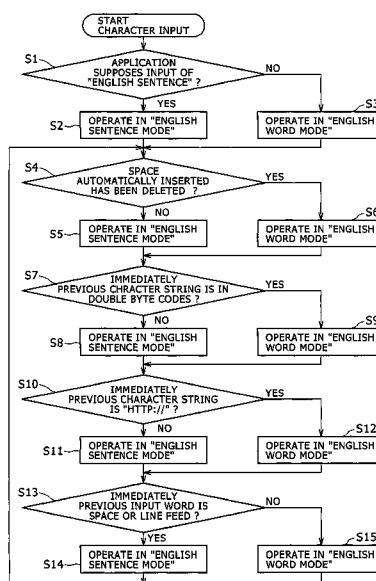 START
CHARACTER INPUT
S1
APPLICATION
SUPPOSES INPUT OF
"ENGLISH SENTENCE" ?
NO
YES
S2
OPERATE IN "ENGLISH
SENTENCE MODE"
S3
OPERATE IN "ENGLISH
WORD MODE"
S4
SPACE
AUTOMATICALLY INSERTED
HAS BEEN DELETED ?
YES
NO
S5
OPERATE IN "ENGLISH
SENTENCE MODE"
S6
OPERATE IN "ENGLISH
WORD MODE"
S7
IMMEDIATELY
PREVIOUS CHRACTER STRING IS IN
DOUBLE BYTE CODES ?
YES
NO
S8
OPERATE IN "ENGLISH
SENTENCE MODE"
S9
OPERATE IN "ENGLISH
WORD MODE"
S10
IMMEDIATELY
PREVIOUS CHARACTER STRING
IS "HTTP://" ?
YES
NO
S11
OPERATE IN "ENGLISH
SENTENCE MODE"
S12
OPERATE IN "ENGLISH
WORD MODE"
S13
IMMEDIATELY
PREVIOUS INPUT WORD IS
SPACE OR LINE FEED ?
NO
YES
S14
OPERATE IN "ENGLISH
SENTENCE MODE"
S15
OPERATE IN "ENGLISH
WORD MODE"